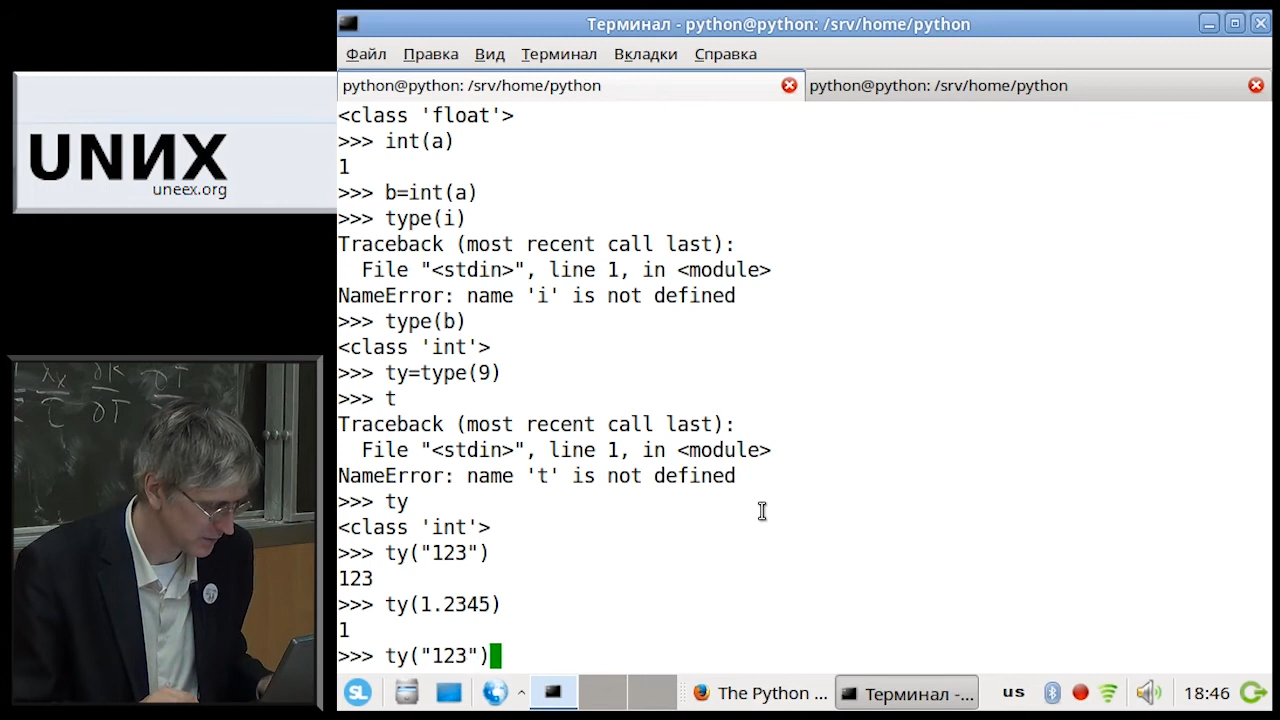 Терминал - python@python: /srv/home/python
Файл Правка Вид Терминал Вкладки Справка
python@python: /srv/home/python
python@python: /srv/home/python
UNИX
uneex.org
<class 'float'>
>>> int(a)
1
>>> b=int(a)
>>> type(i)
Traceback (most recent call last):
  File "<stdin>", line 1, in <module>
NameError: name 'i' is not defined
>>> type(b)
<class 'int'>
>>> ty=type(9)
>>> t
Traceback (most recent call last):
  File "<stdin>", line 1, in <module>
NameError: name 't' is not defined
>>> ty
<class 'int'>
>>> ty("123")
123
>>> ty(1.2345)
1
>>> ty("123")
SL
The Python ...
Терминал -...
us
18:46